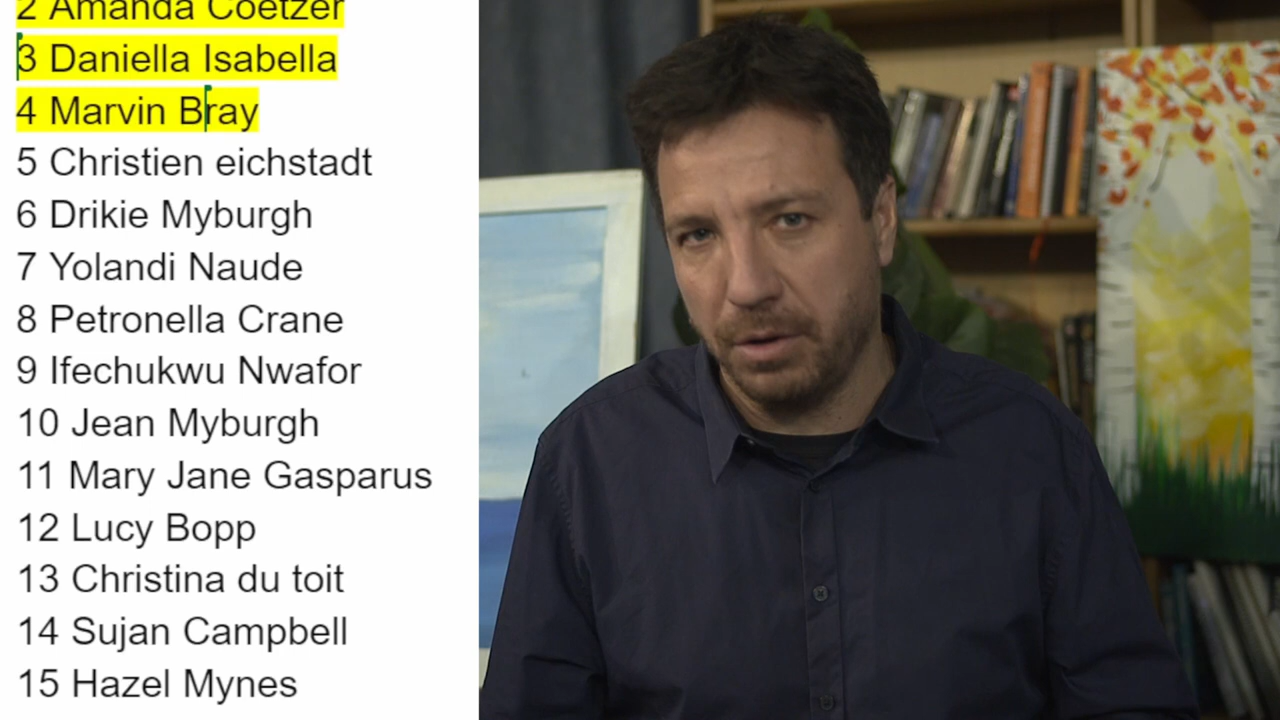 2 Amanda Coetzer
3 Daniella Isabella
4 Marvin Bray
5 Christien eichstadt
6 Drikie Myburgh
7 Yolandi Naude
8 Petronella Crane
9 Ifechukwu Nwafor
10 Jean Myburgh
11 Mary Jane Gasparus
12 Lucy Bopp
13 Christina du toit
14 Sujan Campbell
15 Hazel Mynes